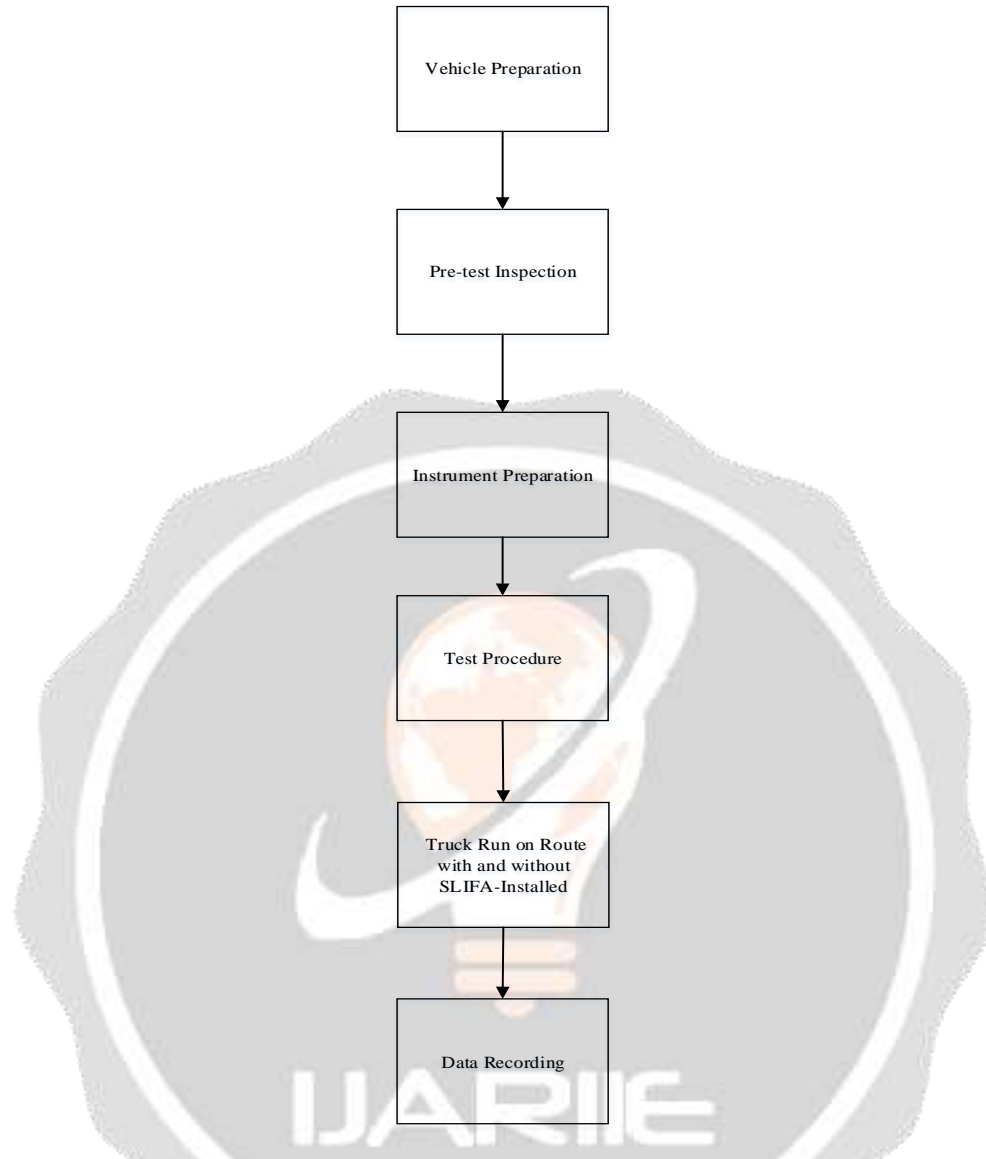 Vehicle Preparation
Pre-test Inspection
Instrument Preparation
Test Procedure
Truck Run on Route
with and without
SLIFA-Installed
Data Recording
IJARIIE